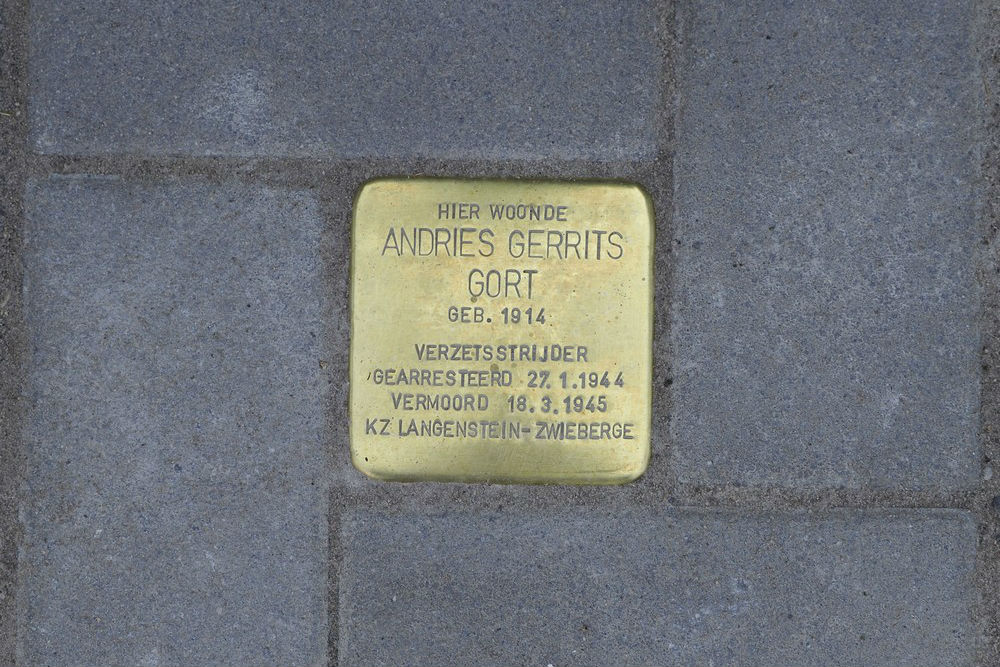 HIER WOONDE
ANDRIES GERRITS
GORT
GEB. 1914
VERZETSSTRIJDER
GEARRESTEERD 27.1.1944
VERMOORD 18.3.1945
KZ LANGENSTEIN-ZWIEBERGE